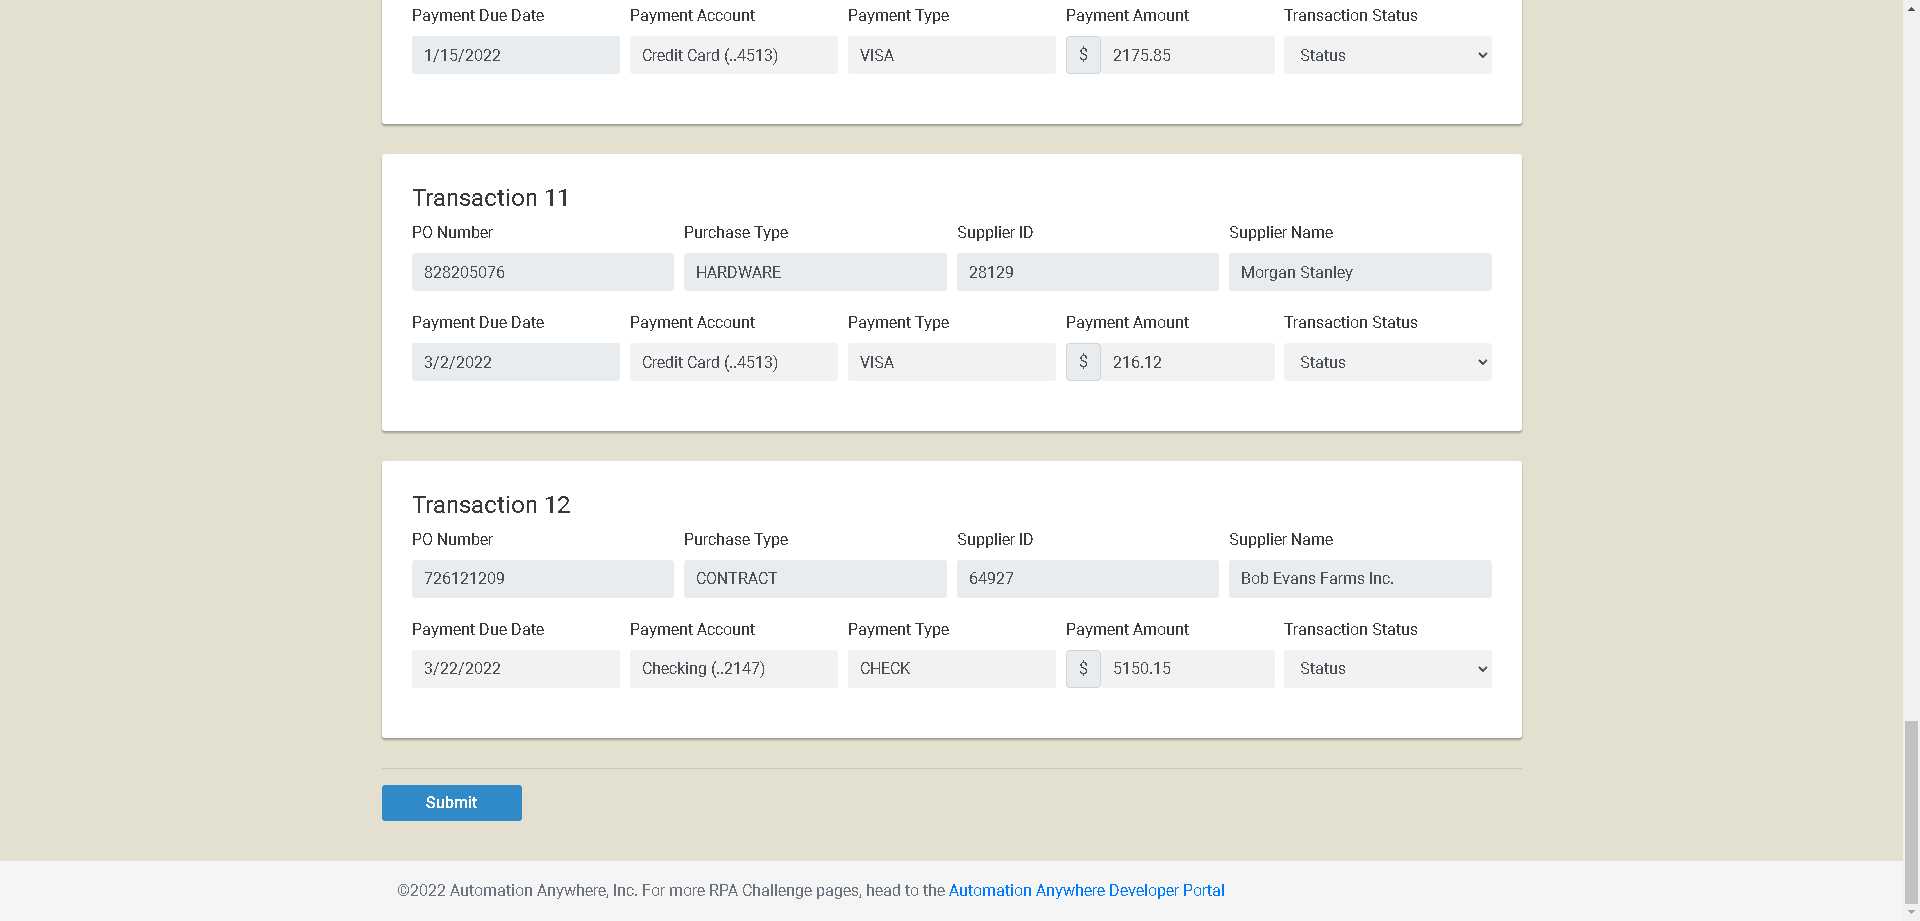 Payment Due Date Payment Account Payment Type Payment Amount Transaction Status
1/15/2022 Credit Card (..4513) VISA $ 2175.85 Status
Transaction 11
PO Number Purchase Type Supplier ID Supplier Name
828205076 HARDWARE 28129 Morgan Stanley
Payment Due Date Payment Account Payment Type Payment Amount Transaction Status
3/2/2022 Credit Card (..4513) VISA $ 216.12 Status
Transaction 12
PO Number Purchase Type Supplier ID Supplier Name
726121209 CONTRACT 64927 Bob Evans Farms Inc.
Payment Due Date Payment Account Payment Type Payment Amount Transaction Status
3/22/2022 Checking (..2147) CHECK $ 5150.15 Status
Submit
©2022 Automation Anywhere, Inc. For more RPA Challenge pages, head to the Automation Anywhere Developer Portal